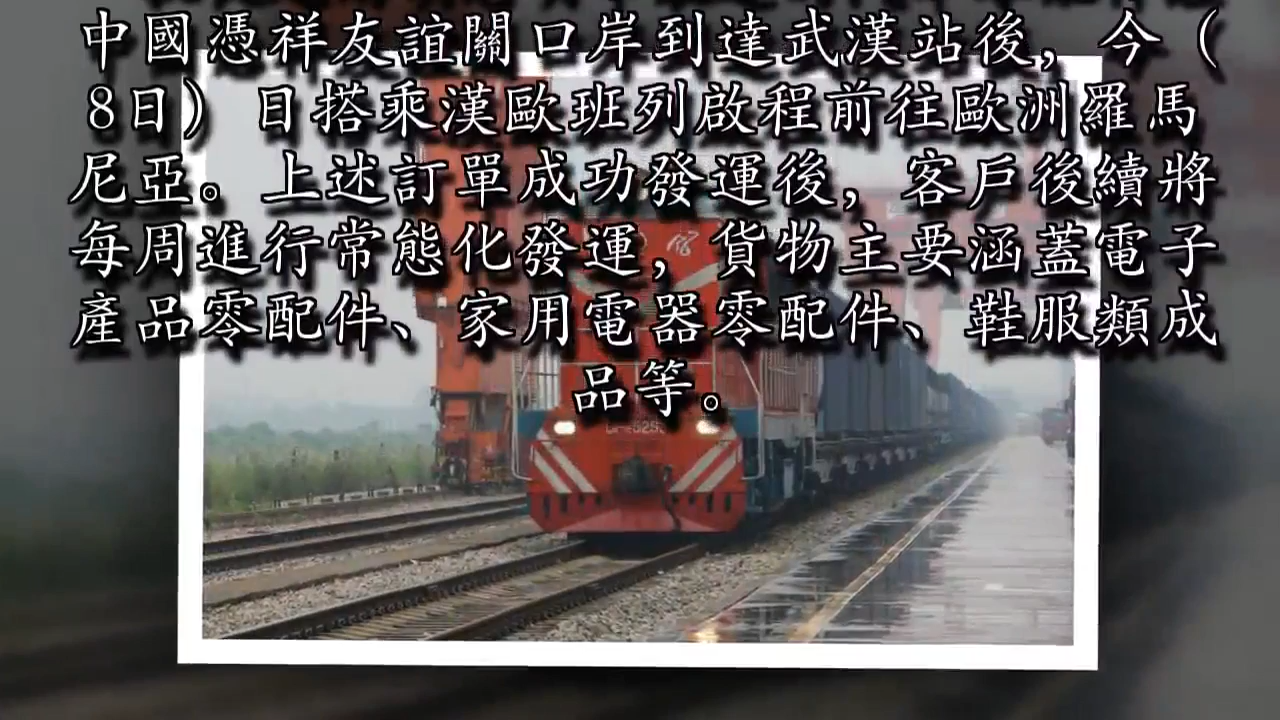 中國憑祥友誼關口岸到達武漢站後，今（
8日）日搭乘漢歐班列啟程前往歐洲羅馬
尼亞。上述訂單成功發運後，客戶後續將
每周進行常態化發運，貨物主要涵蓋電子
產品零配件、家用電器零配件、鞋服類成
品等。